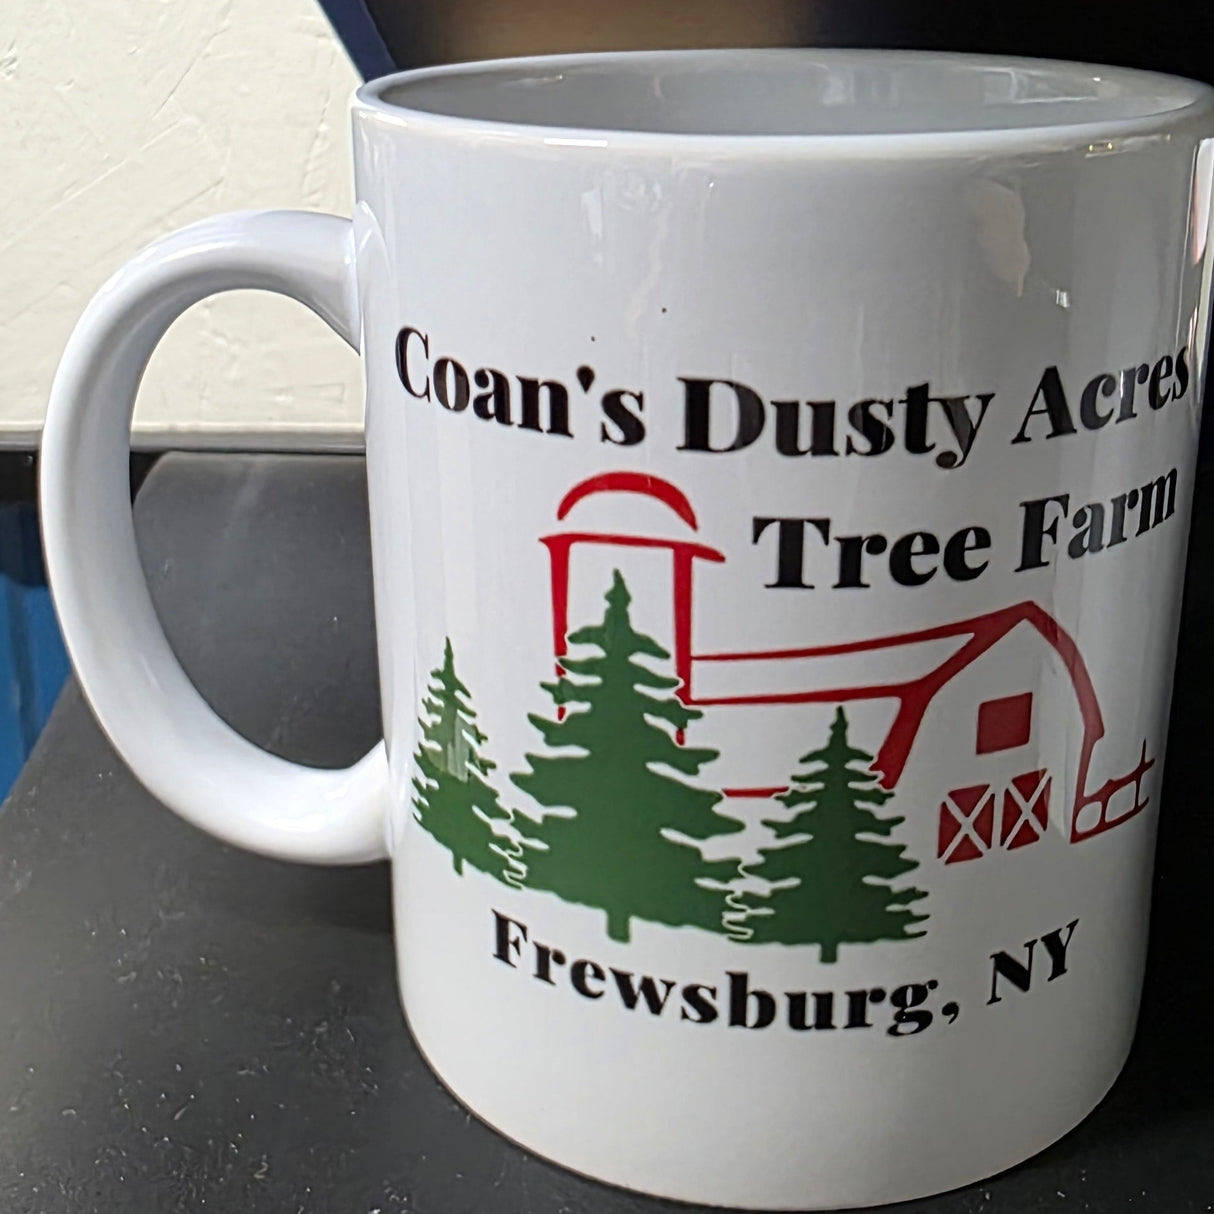 Coan's Dusty Acres
Tree Farm
Frewsburg, NY